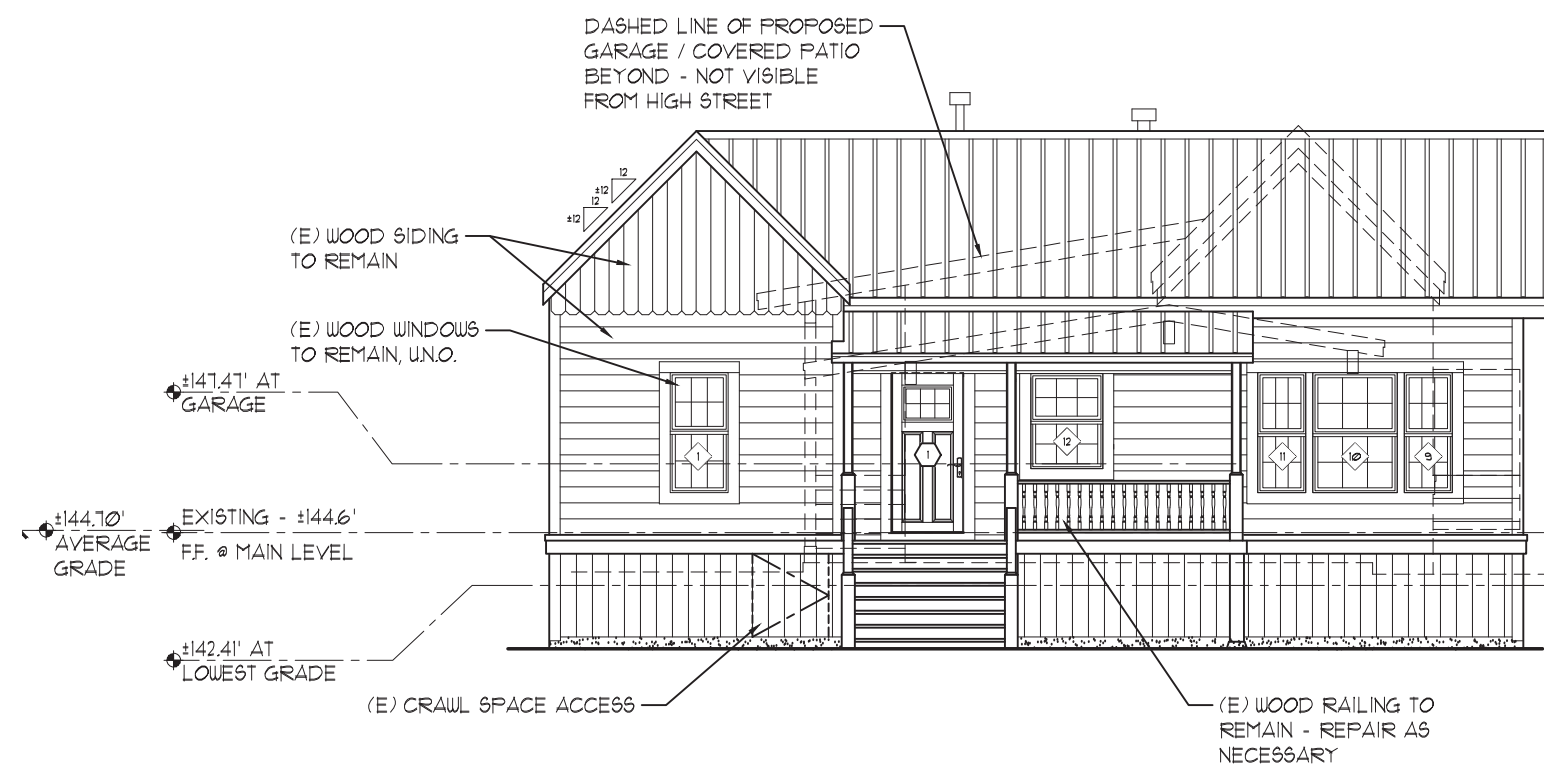 DASHED LINE OF PROPOSED
GARAGE / COVERED PATIO
BEYOND - NOT VISIBLE
FROM HIGH STREET
12
±12
12
±12
(E) WOOD SIDING
TO REMAIN
(E) WOOD WINDOWS
TO REMAIN, U.N.O.
±147.47' AT
GARAGE
1
1
12
11
10
9
±144.70'
AVERAGE
GRADE
EXISTING - ±144.6'
F.F. @ MAIN LEVEL
±142.41' AT
LOWEST GRADE
(E) CRAWL SPACE ACCESS
(E) WOOD RAILING TO
REMAIN - REPAIR AS
NECESSARY